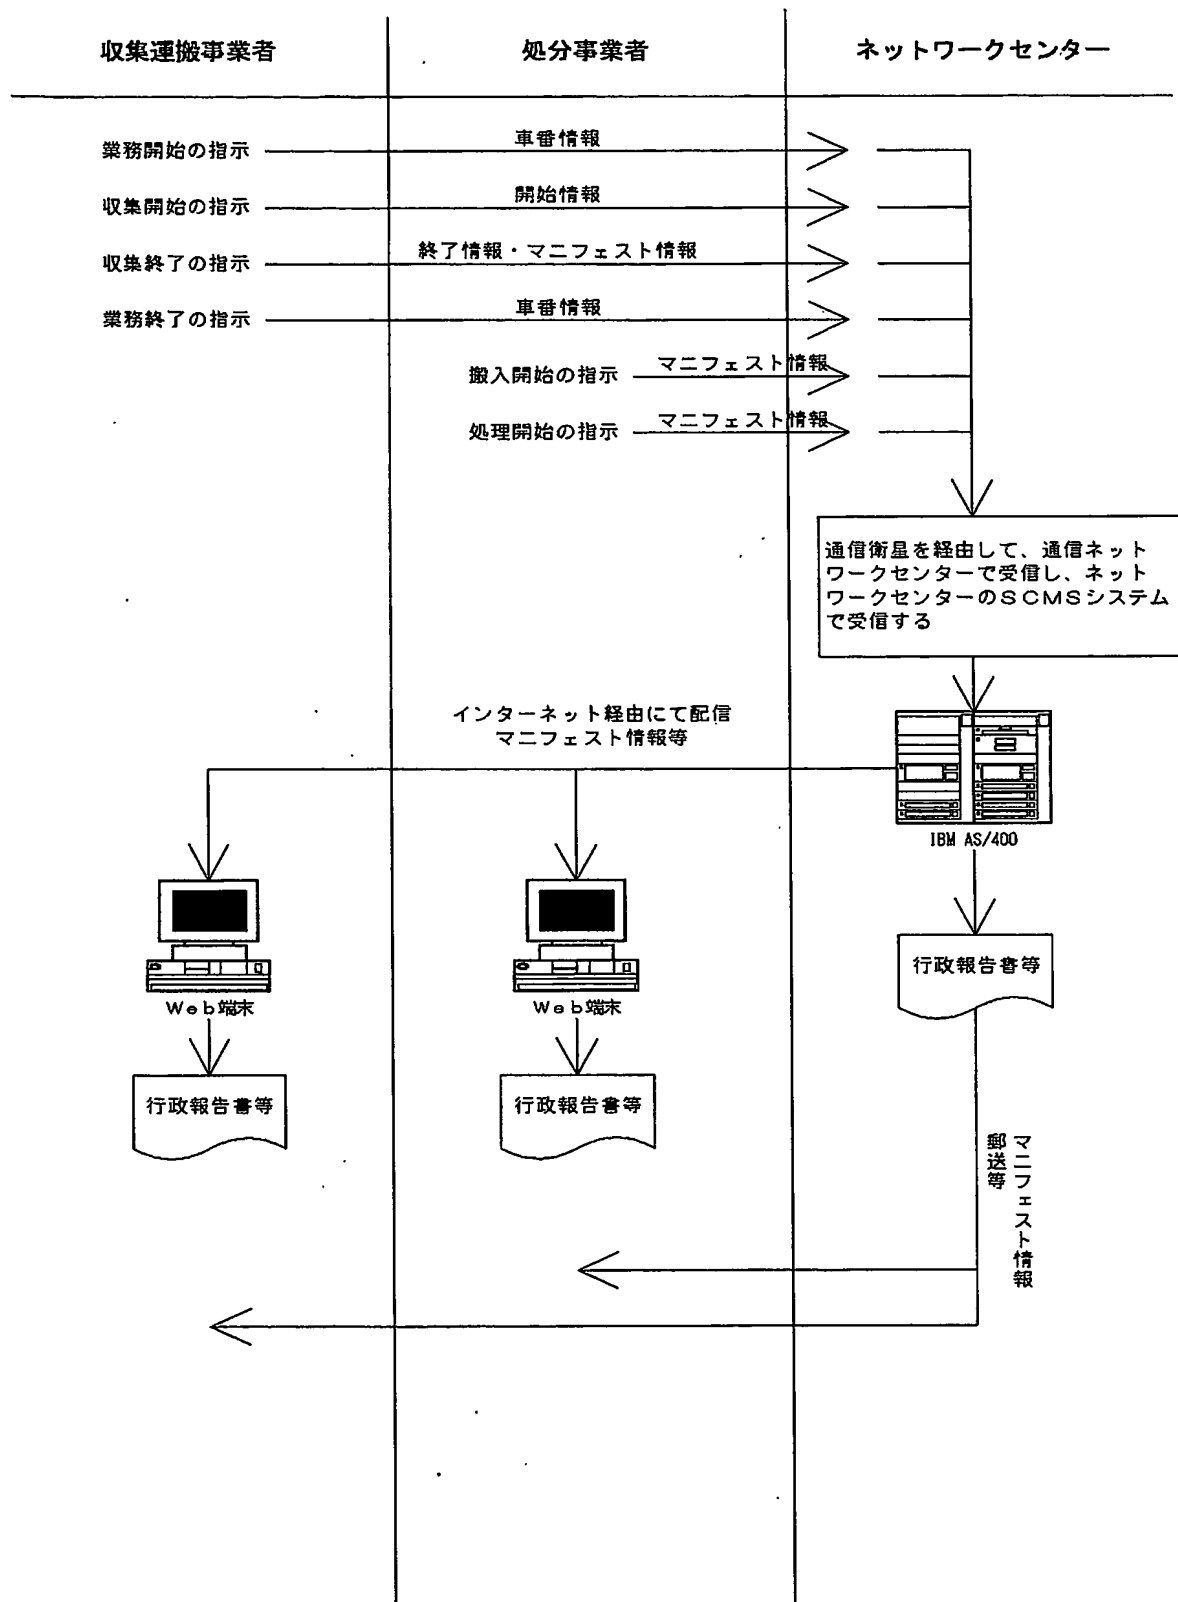 収集運搬事業者
処分事業者
ネットワークセンター
業務開始の指示
車番情報
収集開始の指示
開始情報
収集終了の指示
終了情報・マニフェスト情報
業務終了の指示
車番情報
搬入開始の指示
マニフェスト情報
処理開始の指示
マニフェスト情報
通信衛星を経由して、通信ネット
ワークセンターで受信し、ネット
ワークセンターのSCMSシステム
で受信する
インターネット経由にて配信
マニフェスト情報等
IBM AS/400
Web端末
Web端末
行政報告書等
行政報告書等
行政報告書等
マニフェスト情報
郵送等